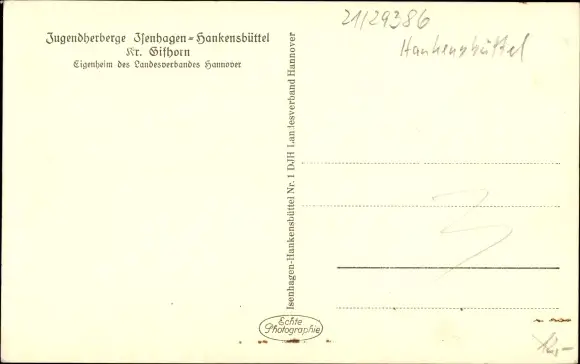 Jugendherberge Isenhagen-Hankensbüttel
Kr. Gifhorn
Eigenheim des Landesverbandes Hannover
Isenhagen-Hankensbüttel Nr. 1 DJH Landesverband Hannover
21/29386
Hankensbüttel
Echte
Photographie
12,-